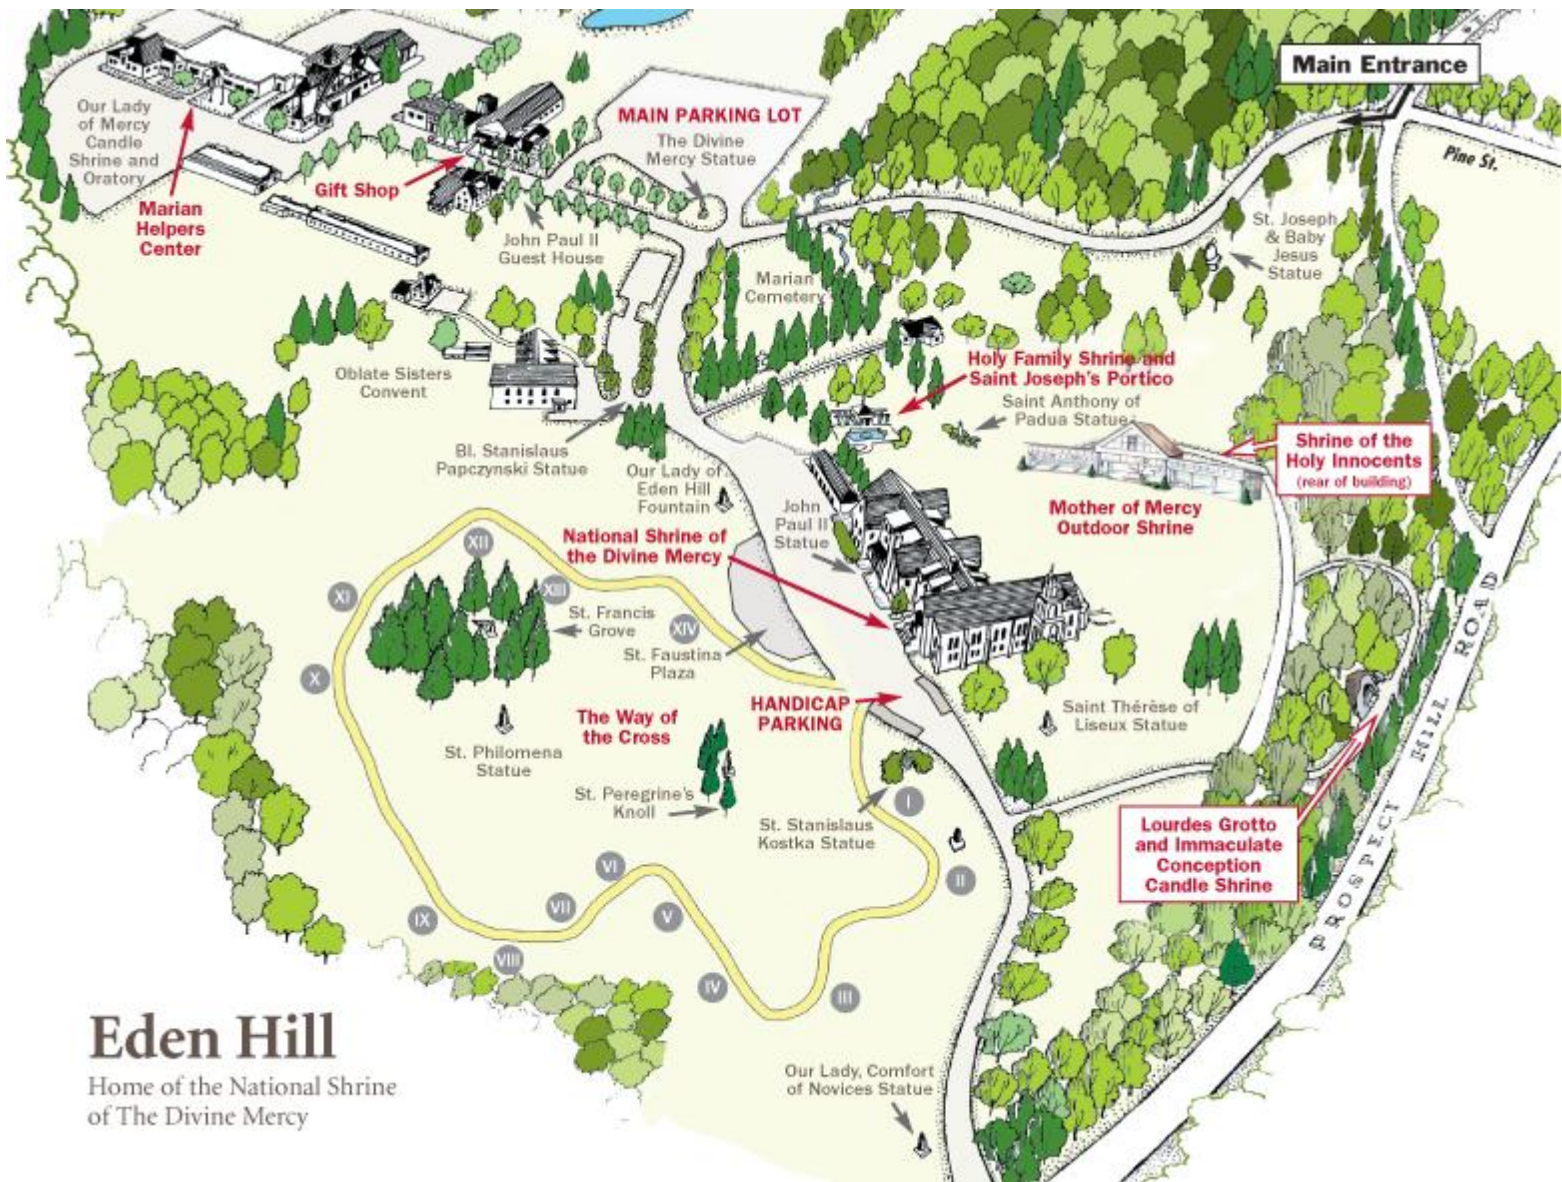 Main Entrance
ST.
Pine St.
Our Lady
of Mercy
Candle
Shrine and
Oratory
Marian
Helpers
Center
Gift Shop
MAIN PARKING LOT
The Divine
Mercy Statue
John Paul II
Guest House
St. Joseph
& Baby
Jesus
Statue
Marian
Cemetery
Oblate Sisters
Convent
Holy Family Shrine and
Saint Joseph's Portico
Saint Anthony of
Padua Statue
Shrine of the
Holy Innocents
(rear of building)
Mother of Mercy
Outdoor Shrine
Bl. Stanislaus
Papczynski Statue
Our Lady of
Eden Hill
Fountain
John
Paul II
Statue
National Shrine of
the Divine Mercy
XII
XI
XIII
St. Francis
Grove
XIV
St. Faustina
Plaza
X
HANDICAP
PARKING
Saint Thérèse of
Liseux Statue
The Way of
the Cross
St. Philomena
Statue
St. Peregrine's
Knoll
St. Stanislaus
Kostka Statue
I
II
III
IV
V
VI
VII
VIII
IX
Lourdes Grotto
and Immaculate
Conception
Candle Shrine
PROSPECT HILL ROAD
Our Lady, Comfort
of Novices Statue
Eden Hill
Home of the National Shrine
of The Divine Mercy